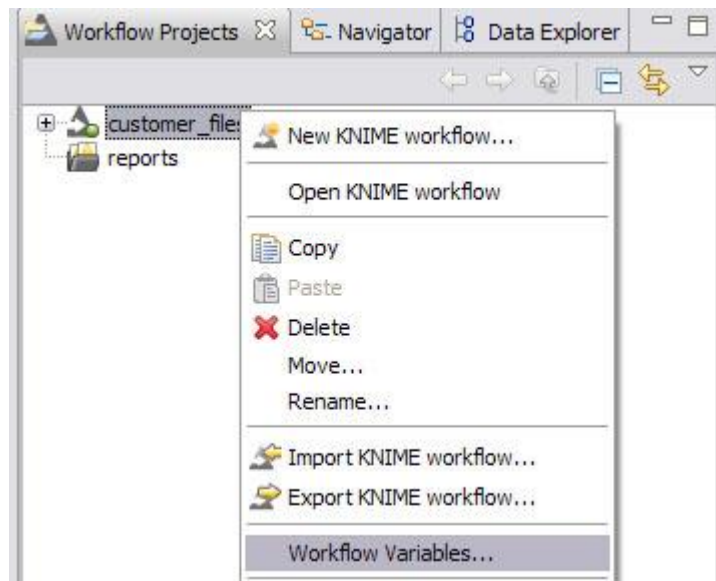 Workflow Projects
Navigator
Data Explorer
customer_files
reports
New KNIME workflow...
Open KNIME workflow
Copy
Paste
Delete
Move...
Rename...
Import KNIME workflow...
Export KNIME workflow...
Workflow Variables...